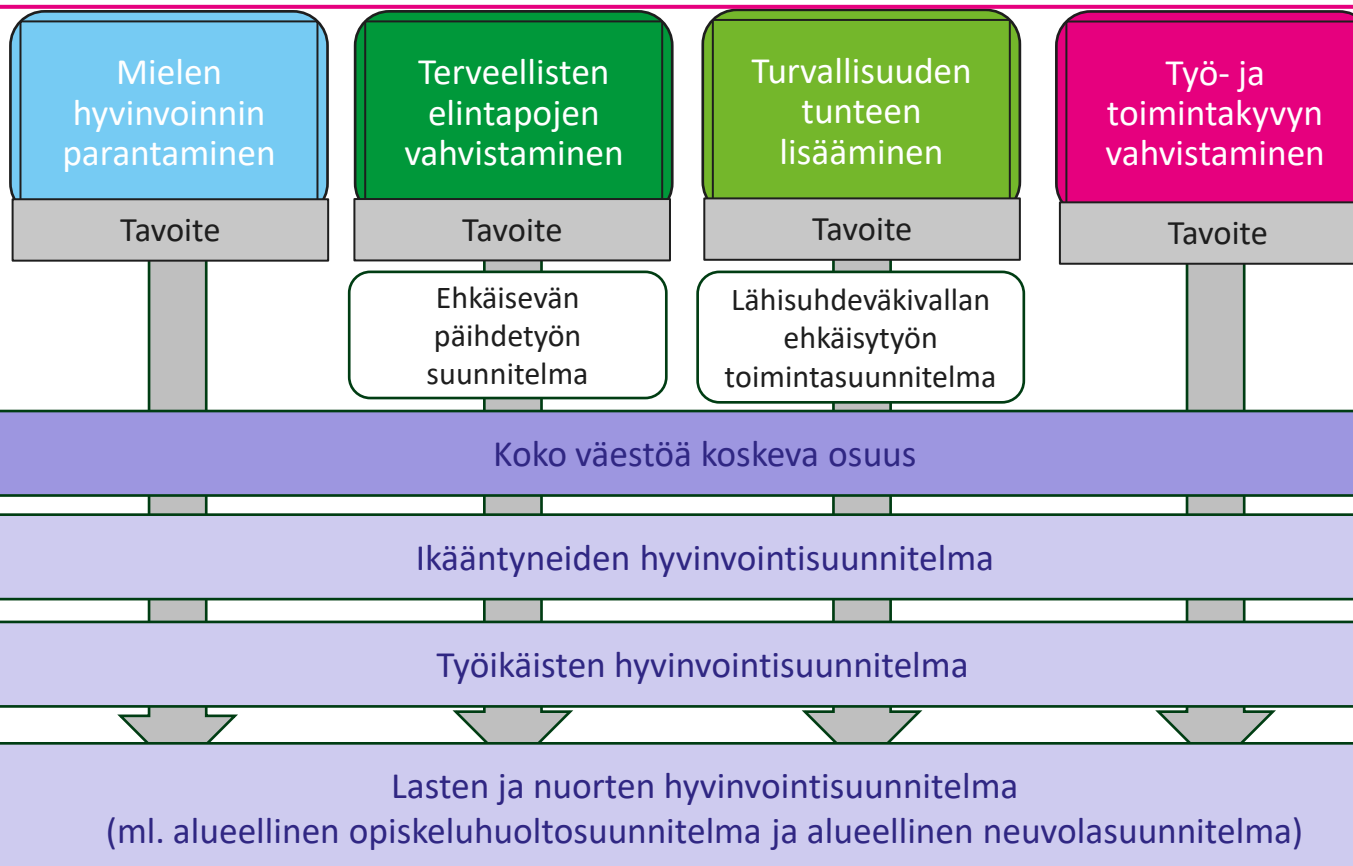 Mielen
hyvinvoinnin
parantaminen
Terveellisten
elintapojen
vahvistaminen
Turvallisuuden
tunteen
lisääminen
Työ- ja
toimintakyvyn
vahvistaminen
Tavoite
Tavoite
Tavoite
Tavoite
Ehkäisevän
päihdetyön
suunnitelma
Lähisuhdeväkivallan
ehkäisytyön
toimintasuunnitelma
Koko väestöä koskeva osuus
Ikääntyneiden hyvinvointisuunnitelma
Työikäisten hyvinvointisuunnitelma
Lasten ja nuorten hyvinvointisuunnitelma
(ml. alueellinen opiskeluhuoltosuunnitelma ja alueellinen neuvolasuunnitelma)